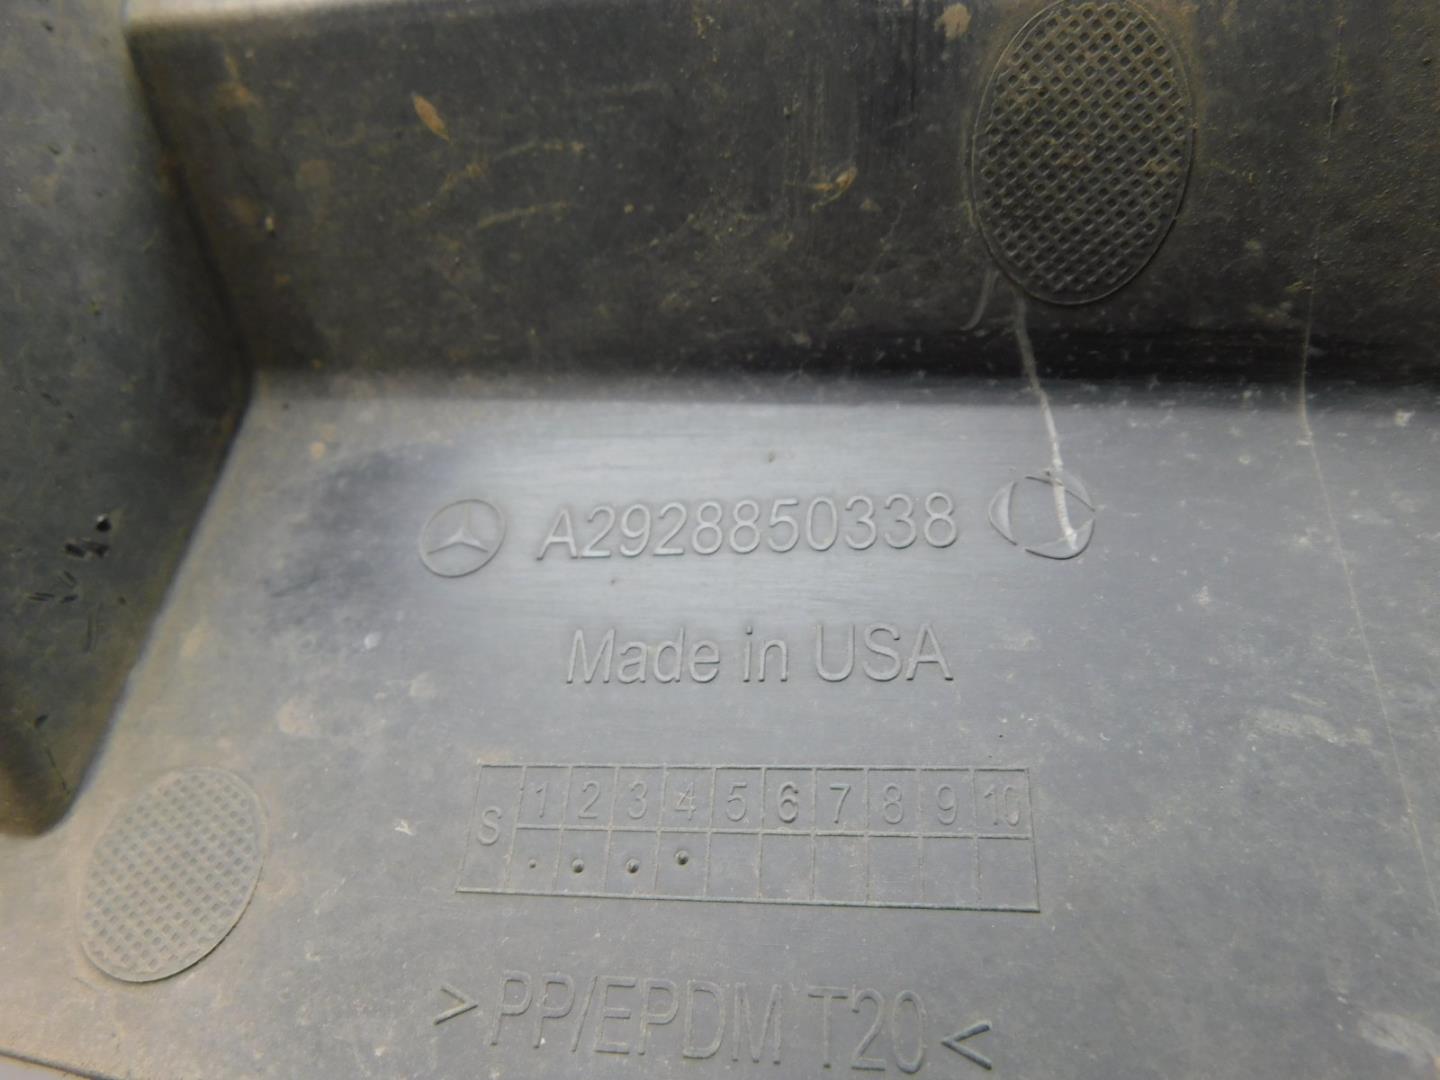 A2928850338
Made in USA
S 1 2 3 4 5 6 7 8 9 10
>PP/EPDM T20<